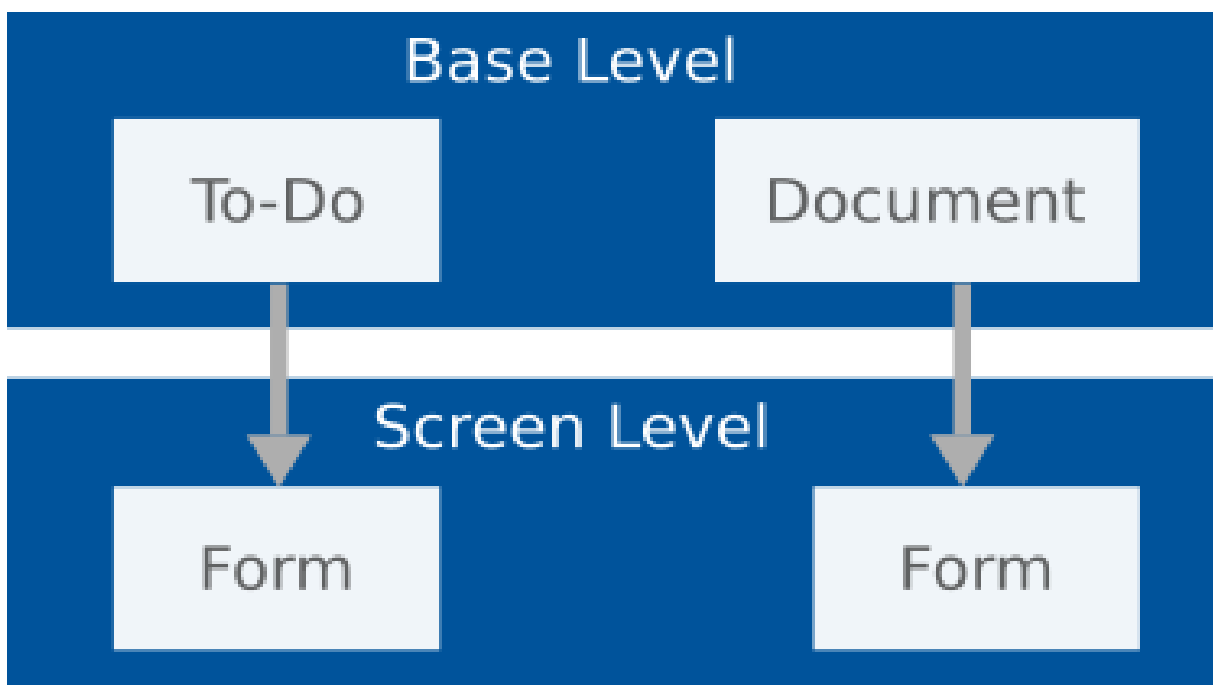 Base Level
To-Do
Document
Screen Level
Form
Form